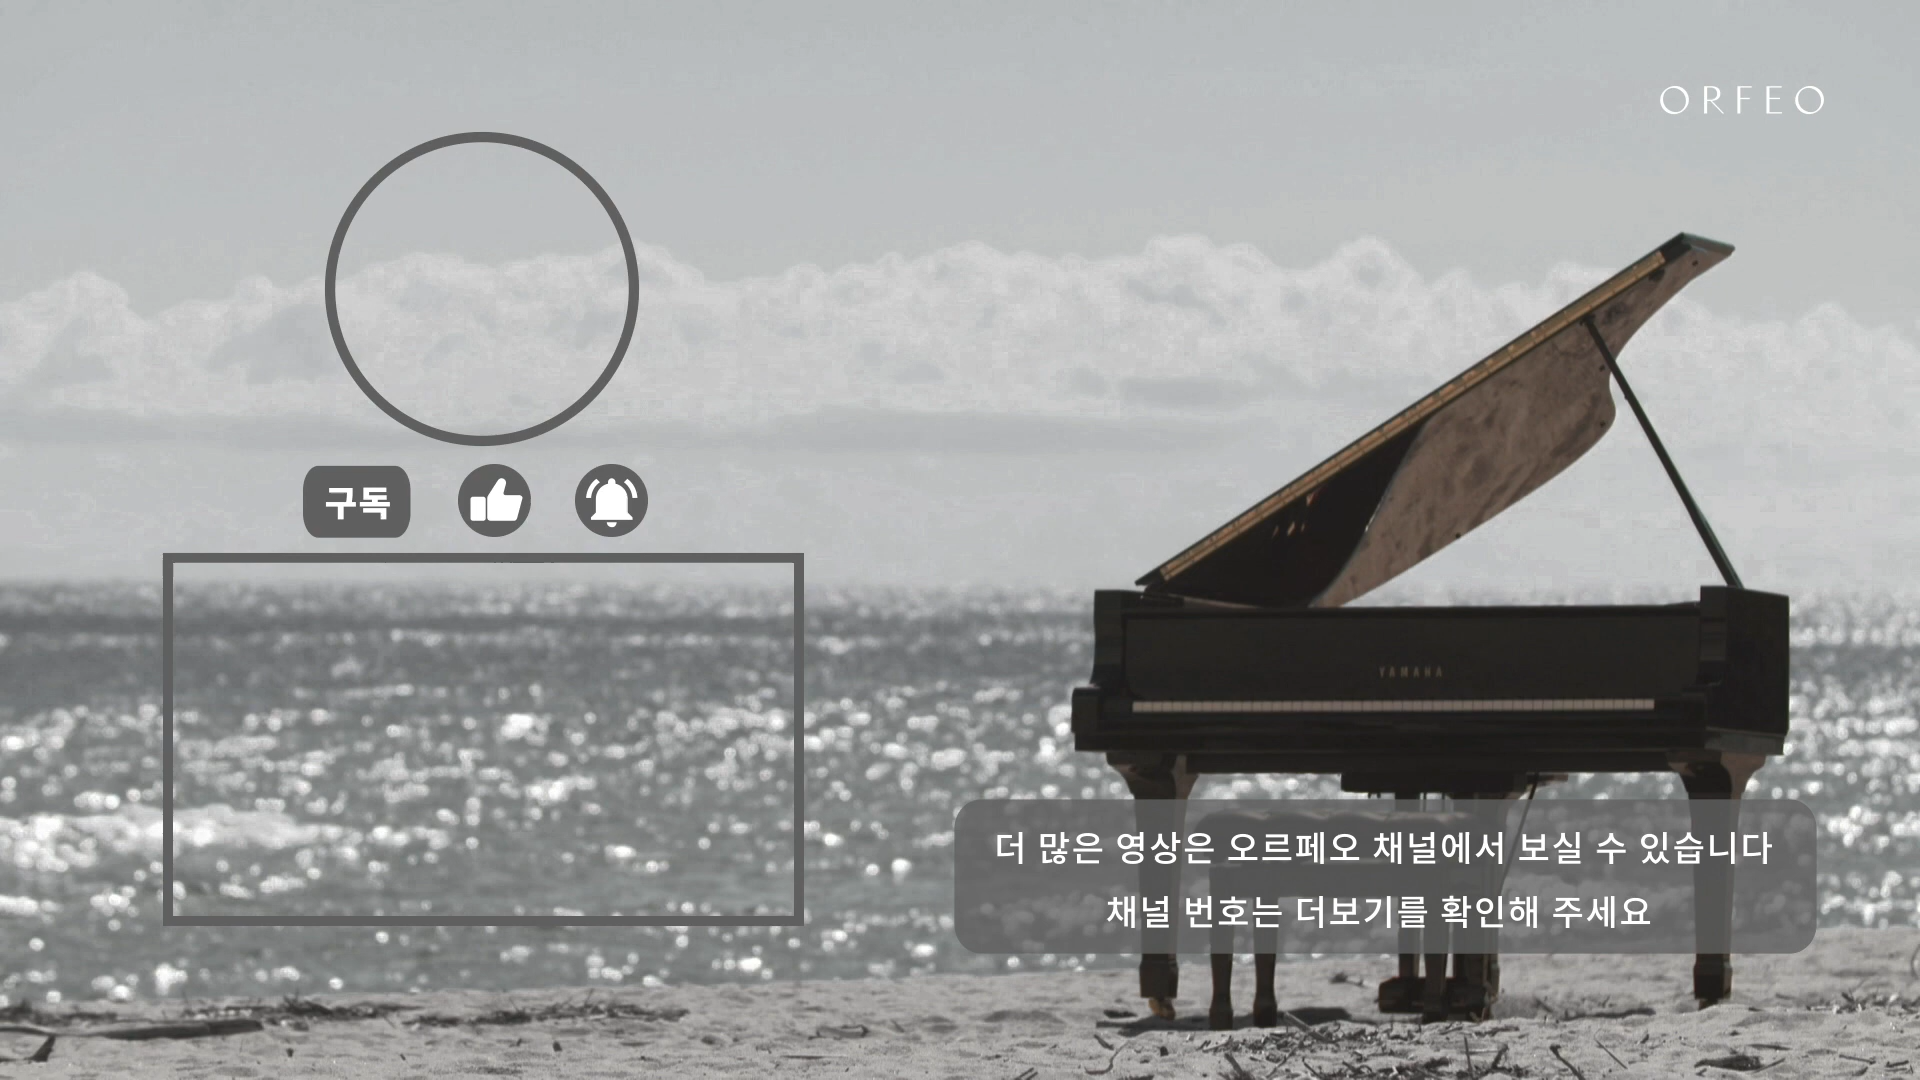 ORFEO
구독
YAMAHA
더 많은 영상은 오르페오 채널에서 보실 수 있습니다
채널 번호는 더보기를 확인해 주세요